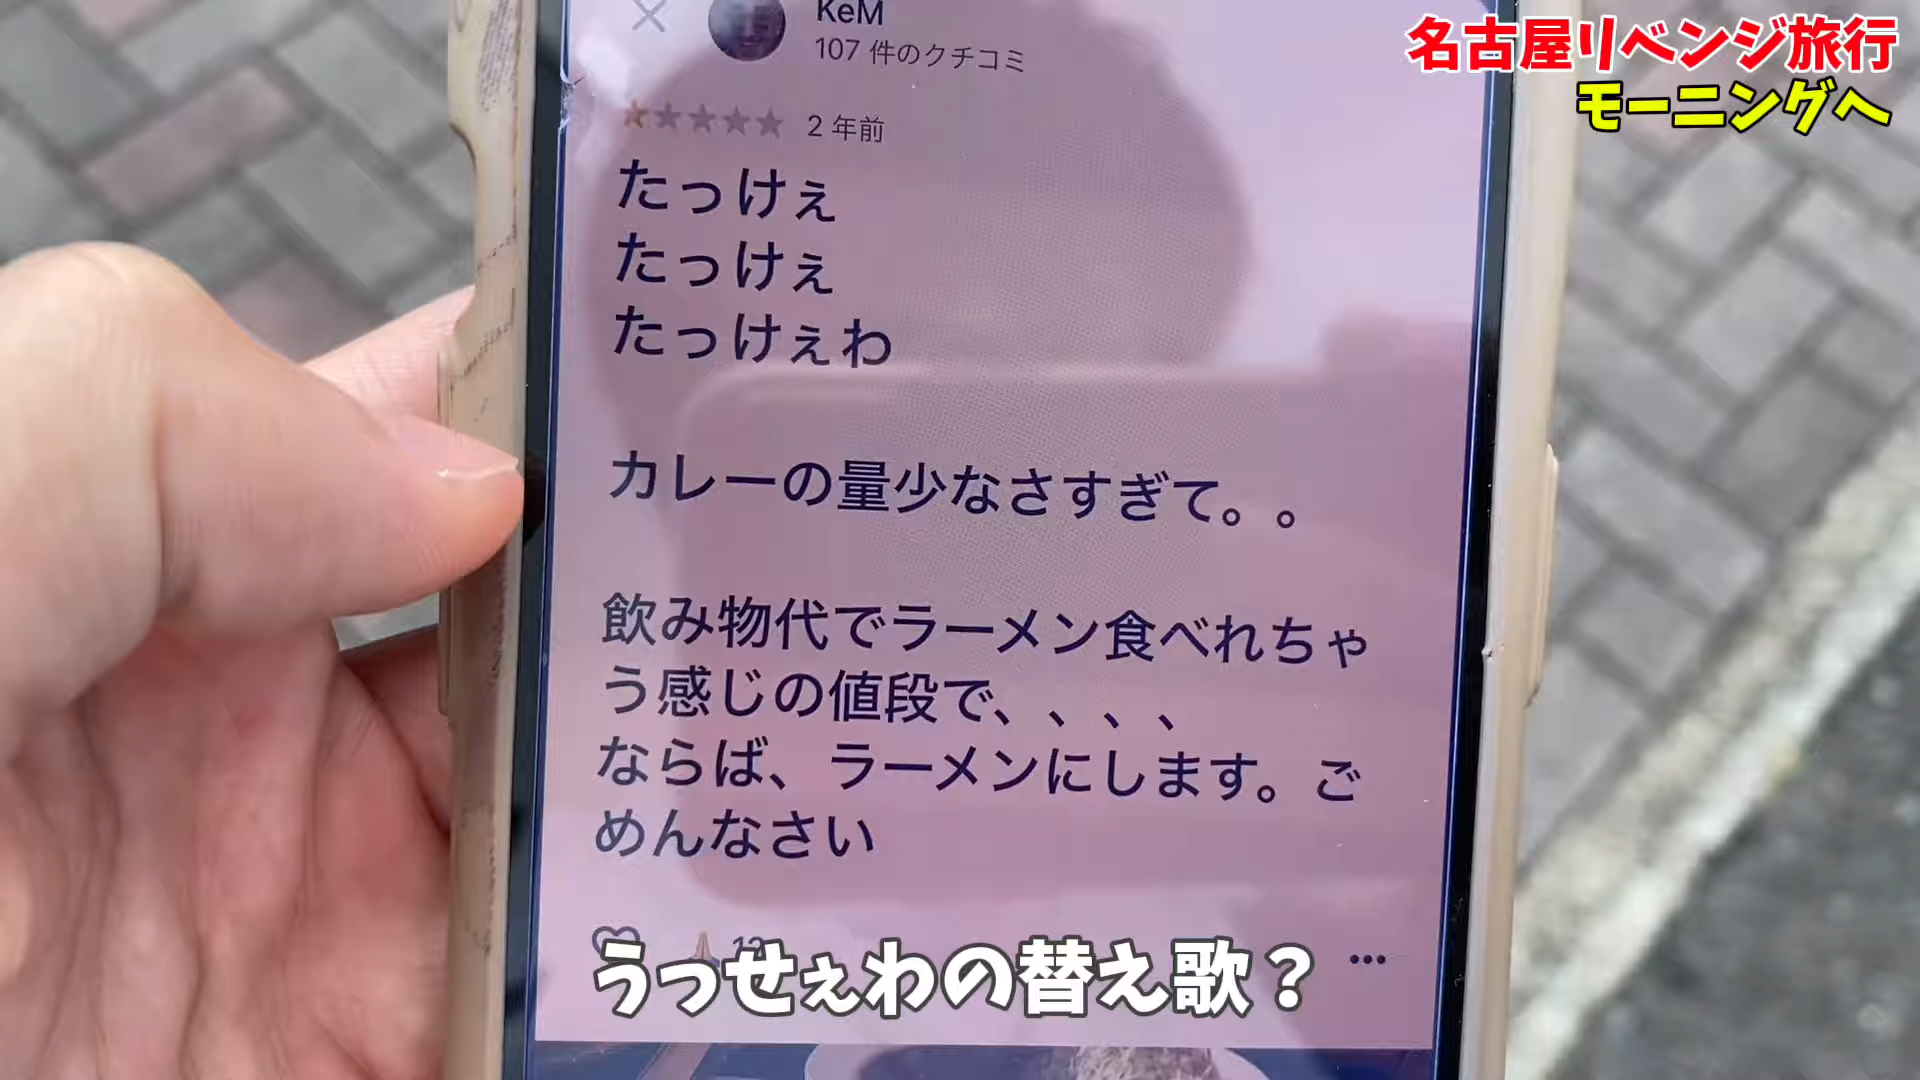 名古屋リベンジ旅行
モーニングへ
KeM
107 件のクチコミ
2 年前
たっけぇ
たっけぇ
たっけぇわ
カレーの量少なさすぎて。。
飲み物代でラーメン食べれちゃ
う感じの値段で、、、、
ならば、ラーメンにします。ご
めんなさい
うっせぇわの替え歌？